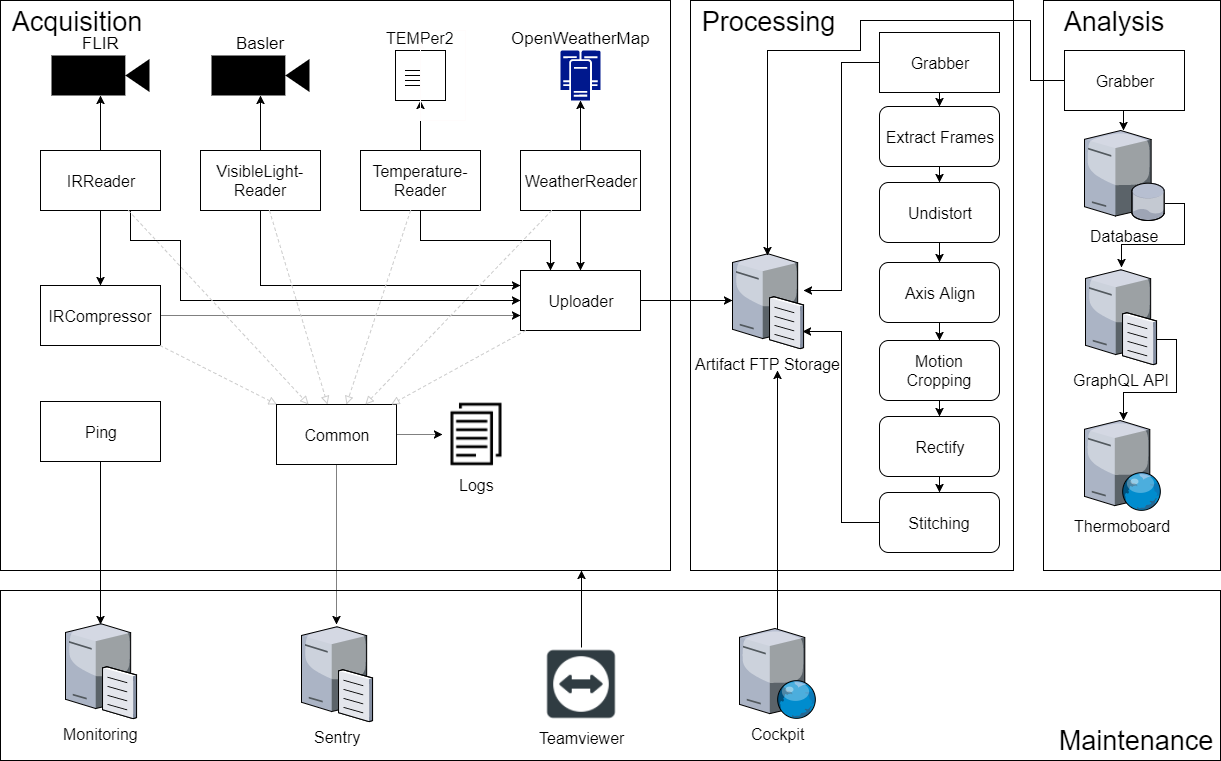 Acquisition
FLIR
Basler
TEMPer2
OpenWeatherMap
IRReader
VisibleLight-
Reader
Temperature-
Reader
WeatherReader
IRCompressor
Uploader
Ping
Common
Logs
Processing
Grabber
Extract Frames
Undistort
Axis Align
Motion
Cropping
Rectify
Stitching
Artifact FTP Storage
Analysis
Grabber
Database
GraphQL API
Thermoboard
Monitoring
Sentry
Teamviewer
Cockpit
Maintenance